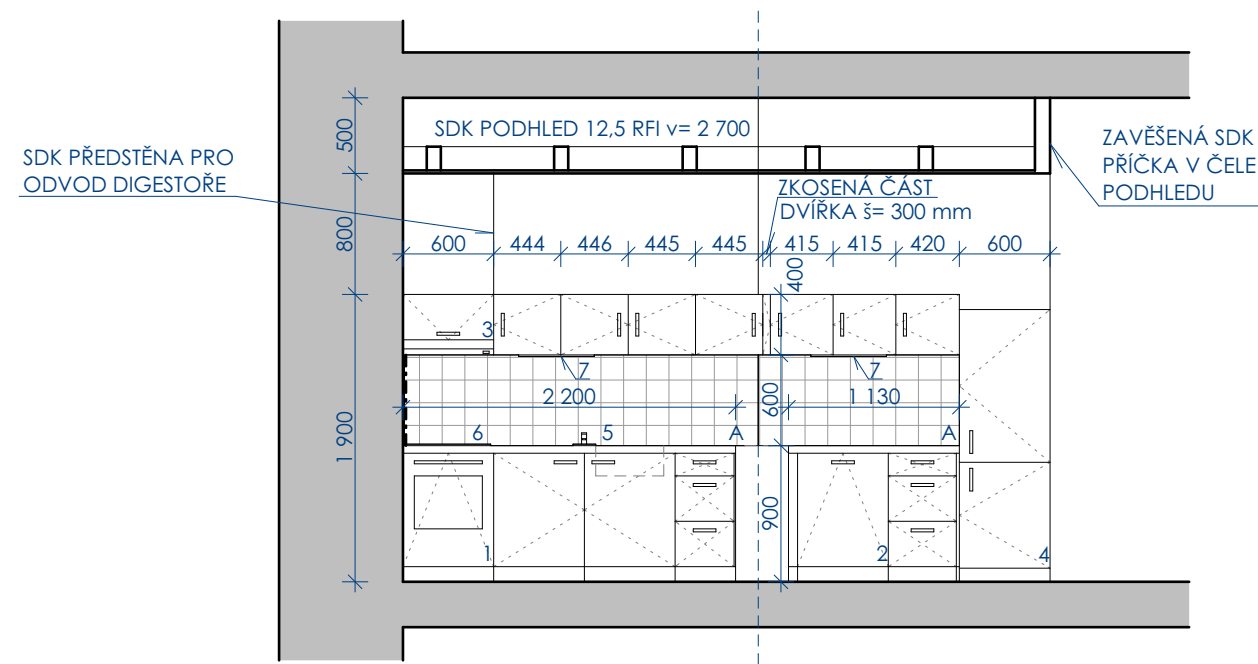 SDK PODHLED 12,5 RFI v= 2 700
SDK PŘEDSTĚNA PRO
ODVOD DIGESTOŘE
ZAVĚŠENÁ SDK
PŘÍČKA V ČELE
PODHLEDU
ZKOSENÁ ČÁST
DVÍŘKA š= 300 mm
500
800
1 900
600 444 446 445 445 415 415 420 600
400
3
Z Z
2 200 600 1 130
6 5 A A
900
1 2 4